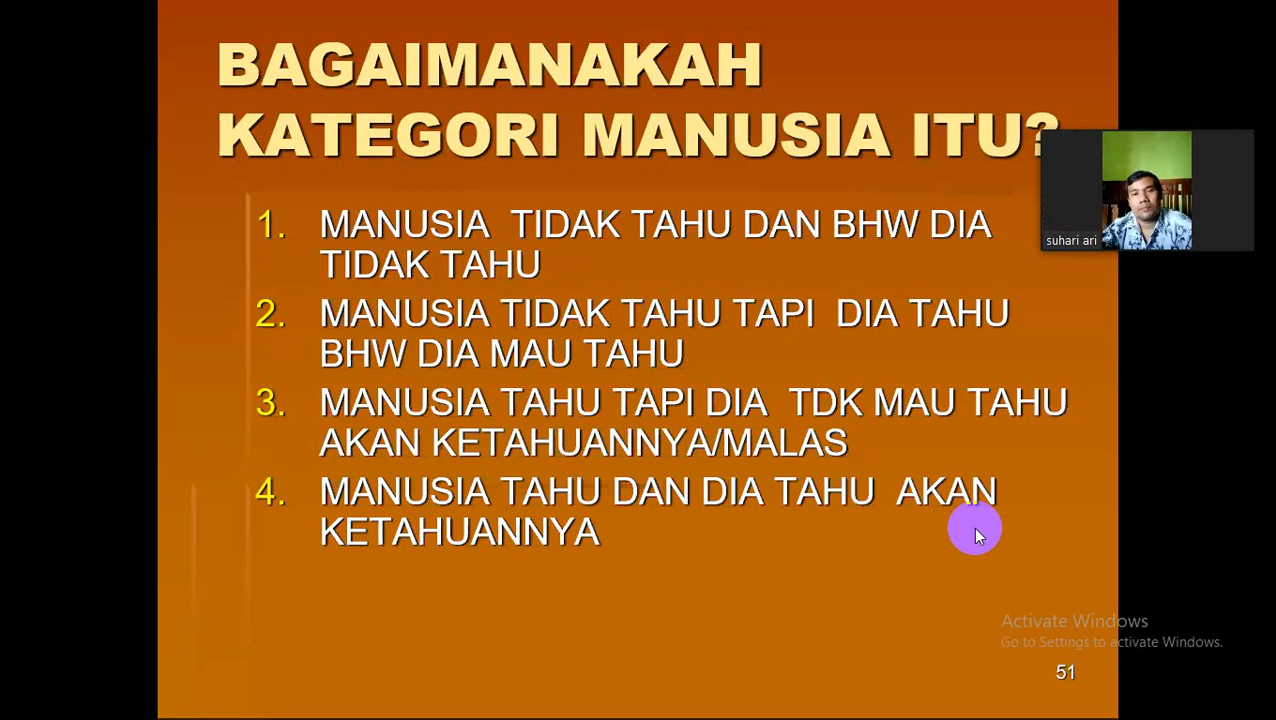 BAGAIMANAKAH
KATEGORI MANUSIA ITU?
1. MANUSIA TIDAK TAHU DAN BHW DIA
TIDAK TAHU
2. MANUSIA TIDAK TAHU TAPI DIA TAHU
BHW DIA MAU TAHU
3. MANUSIA TAHU TAPI DIA TDK MAU TAHU
AKAN KETAHUANNYA/MALAS
4. MANUSIA TAHU DAN DIA TAHU AKAN
KETAHUANNYA
suhari ari
Activate Windows
Go to Settings to activate Windows.
51